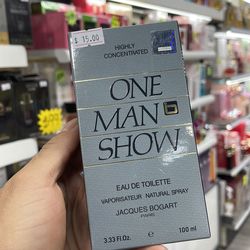 $ 15.00
HIGHLY
CONCENTRATED
ONE
MAN
SHOW
EAU DE TOILETTE
VAPORISATEUR NATURAL SPRAY
JACQUES BOGART
PARIS
3.33 Fl.Oz. 100 ml